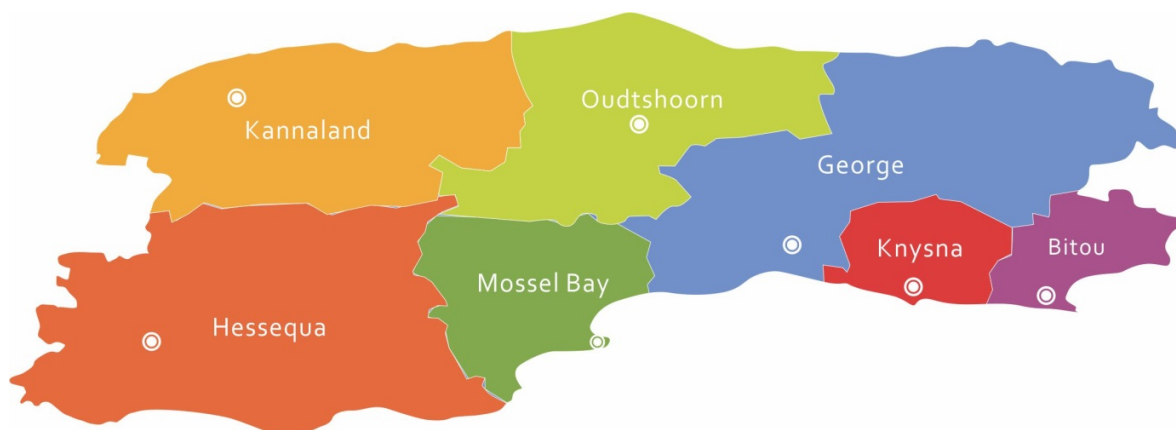 Oudtshoorn
Kannaland
George
Knysna
Bitou
Mossel Bay
Hessequa